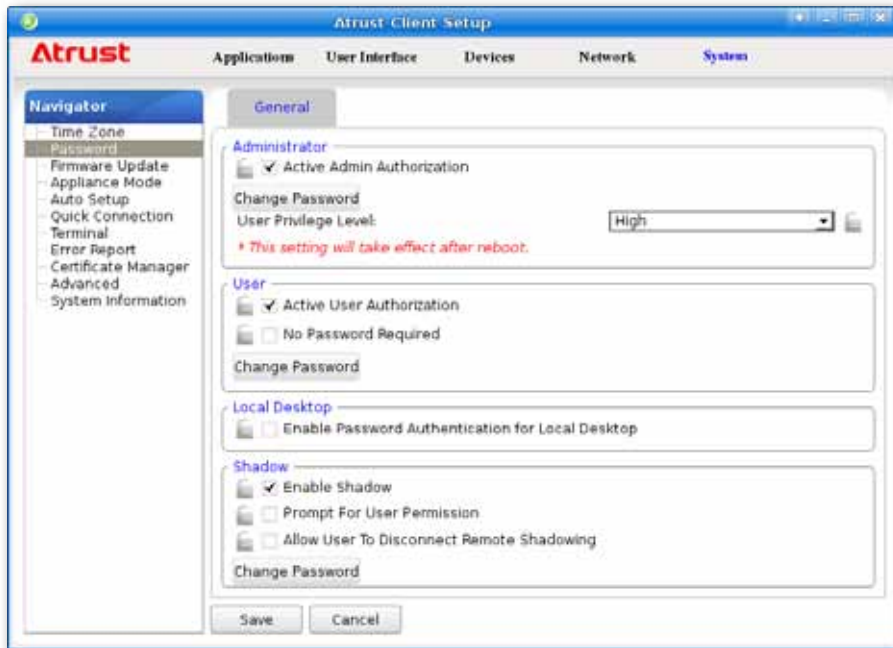 Atrust Client Setup
Atrust
Applications User Interface Devices Network System
Navigator
Time Zone
Password
Firmware Update
Appliance Mode
Auto Setup
Quick Connection
Terminal
Error Report
Certificate Manager
Advanced
System Information
General
Administrator
Active Admin Authorization
Change Password
User Privilege Level: High
* This setting will take effect after reboot.
User
Active User Authorization
No Password Required
Change Password
Local Desktop
Enable Password Authentication for Local Desktop
Shadow
Enable Shadow
Prompt For User Permission
Allow User To Disconnect Remote Shadowing
Change Password
Save Cancel